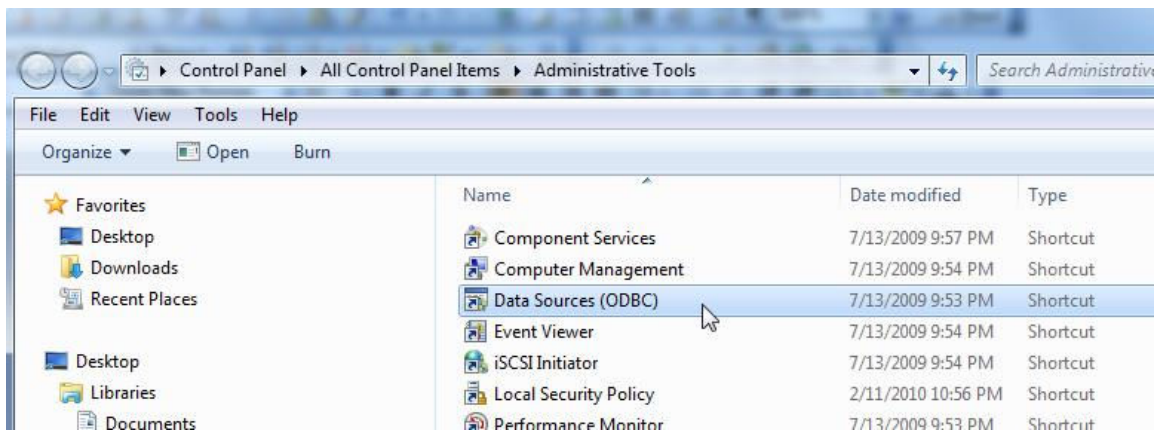 Control Panel ▸ All Control Panel Items ▸ Administrative Tools
Search Administrative
File Edit View Tools Help
Organize Open Burn
Favorites
Desktop
Downloads
Recent Places
Desktop
Libraries
Documents
Name Date modified Type
Component Services 7/13/2009 9:57 PM Shortcut
Computer Management 7/13/2009 9:54 PM Shortcut
Data Sources (ODBC) 7/13/2009 9:53 PM Shortcut
Event Viewer 7/13/2009 9:54 PM Shortcut
iSCSI Initiator 7/13/2009 9:54 PM Shortcut
Local Security Policy 2/11/2010 10:56 PM Shortcut
Performance Monitor 7/13/2009 9:53 PM Shortcut